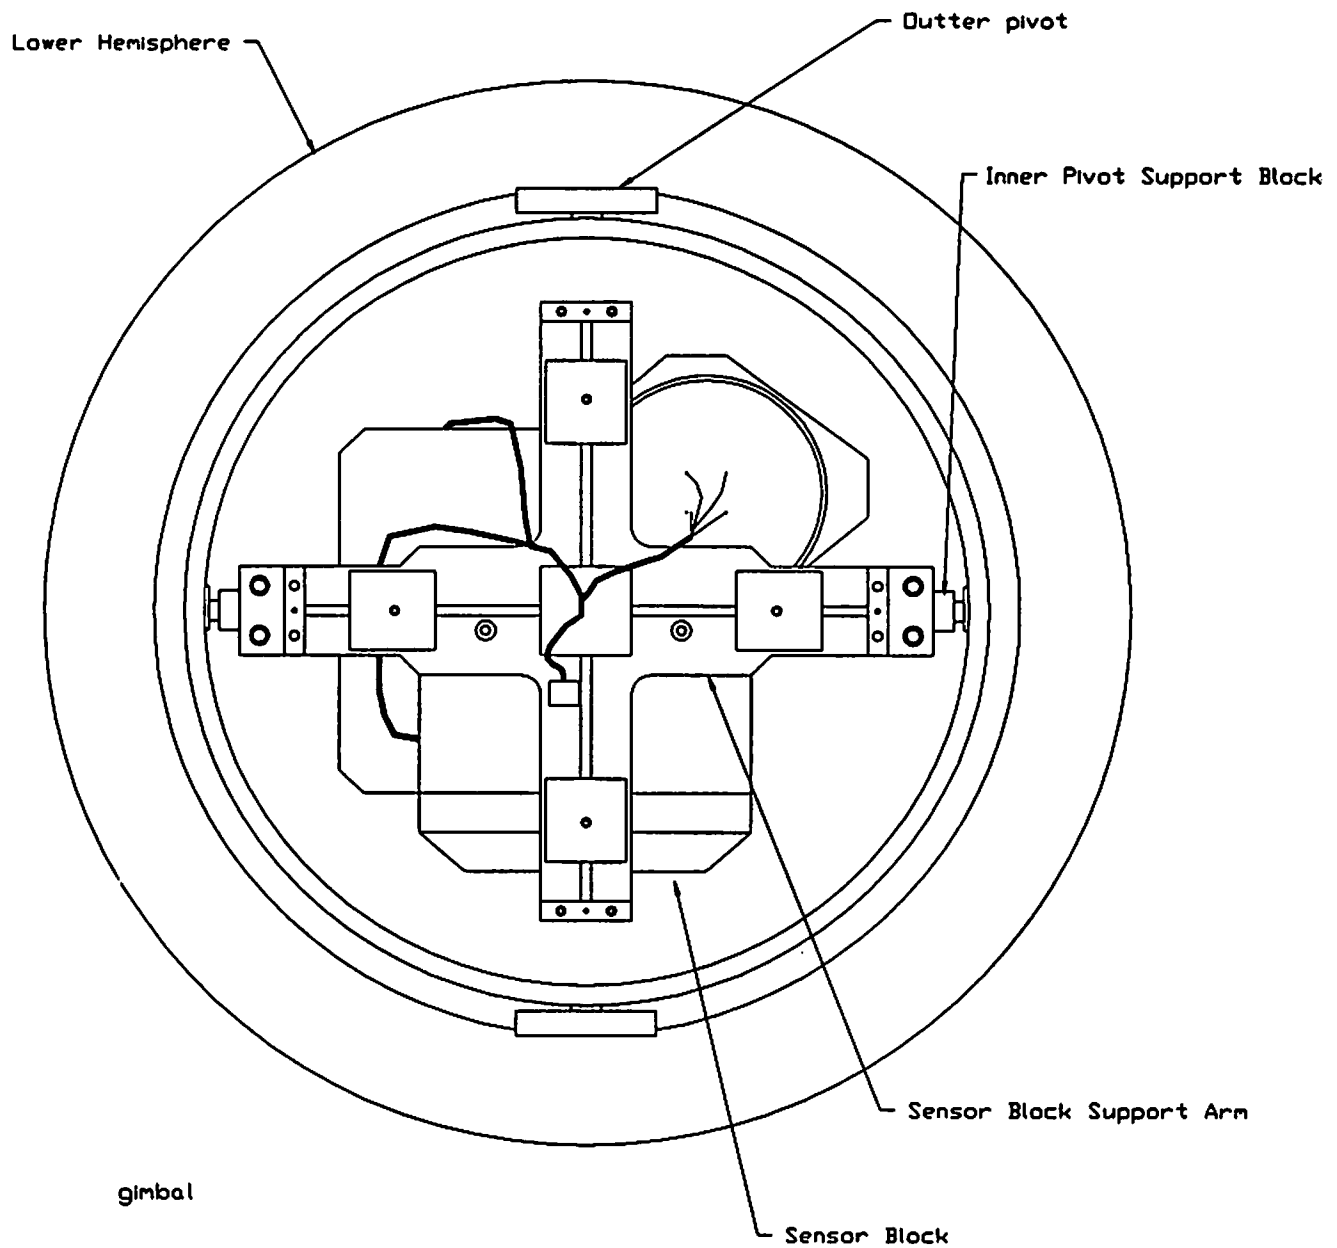 Outter pivot
Lower Hemisphere
Inner Pivot Support Block
Sensor Block Support Arm
gimbal
Sensor Block